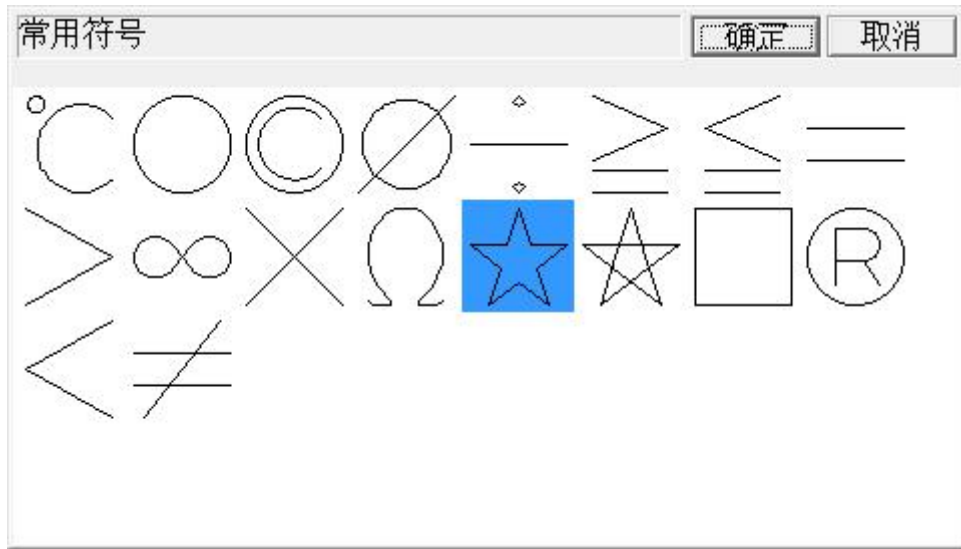 常用符号 确定 取消
℃ ○ © Ø ÷ ≧ ≦ =
> ∞ × Ω ☆ ⛤ □ ®
< ≠